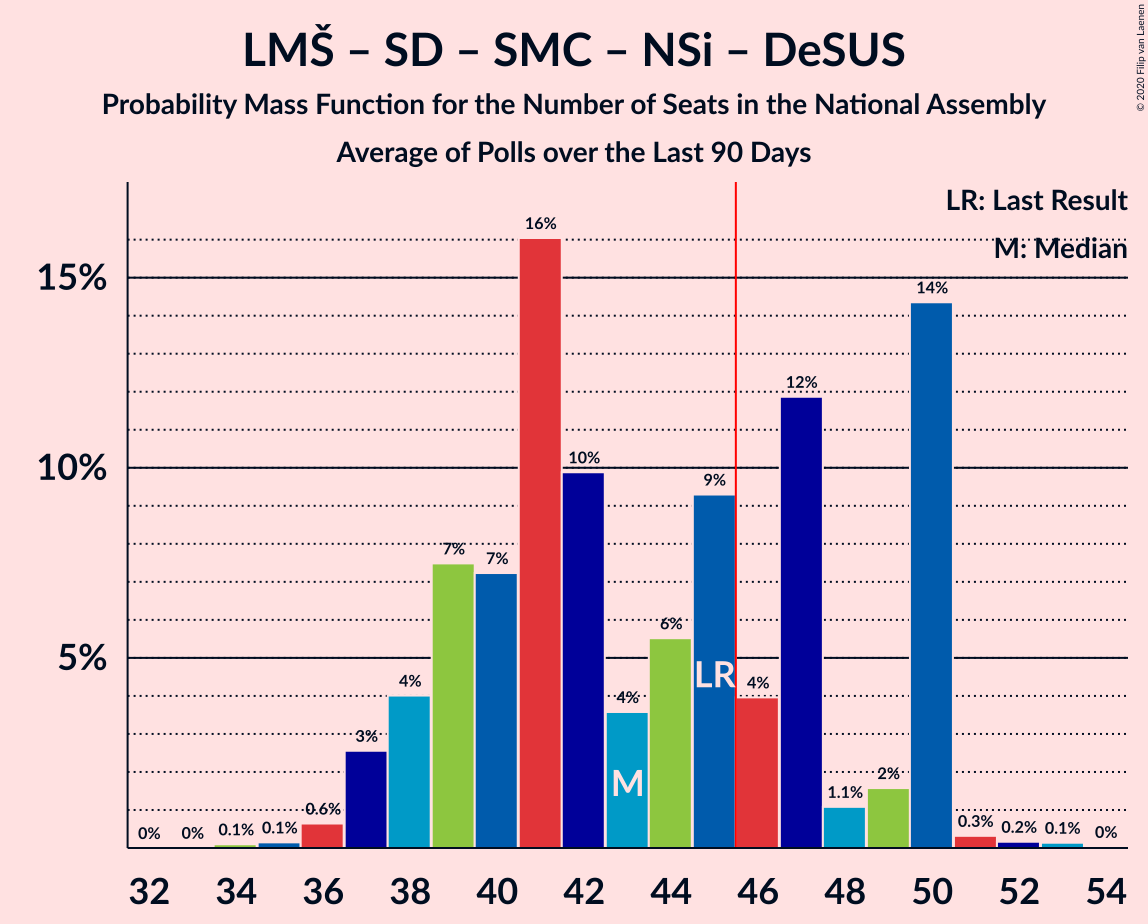 LMŠ – SD – SMC – NSi – DeSUS
Probability Mass Function for the Number of Seats in the National Assembly
Average of Polls over the Last 90 Days
© 2020 Filip van Laenen
LR: Last Result
M: Median
15%
10%
5%
0%
0%
0.1%
0.1%
0.6%
3%
4%
7%
7%
16%
10%
4%
6%
9%
4%
12%
1.1%
2%
14%
0.3%
0.2%
0.1%
0%
M
LR
32 34 36 38 40 42 44 46 48 50 52 54